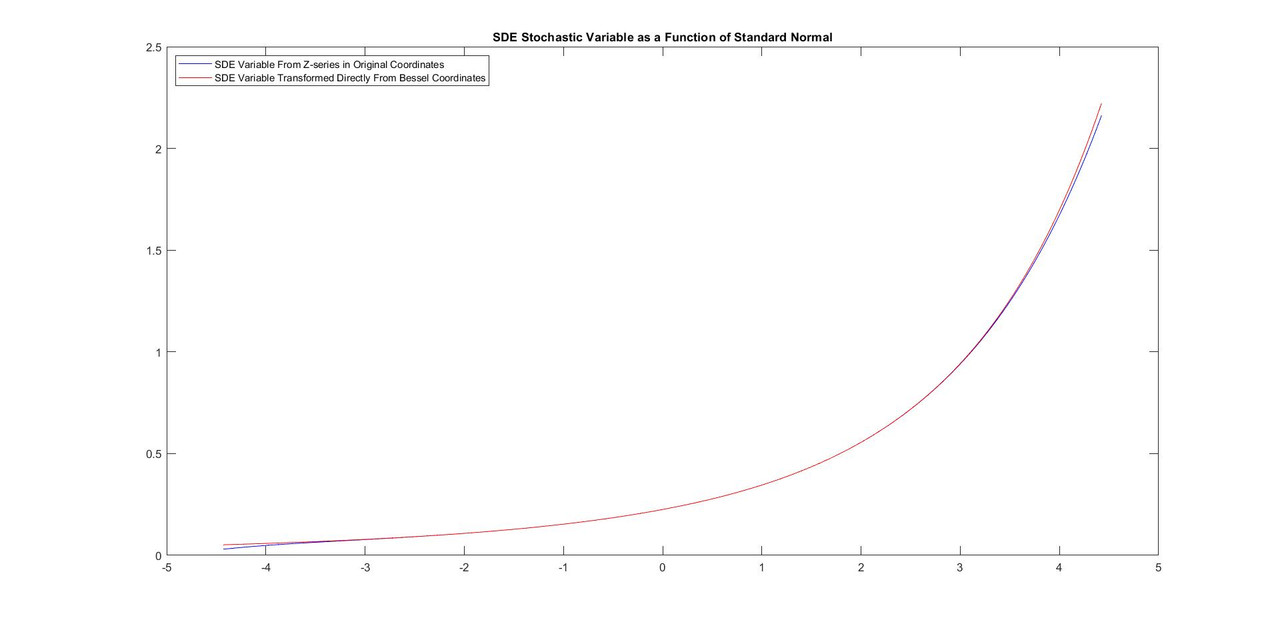 SDE Stochastic Variable as a Function of Standard Normal
SDE Variable From Z-series in Original Coordinates
SDE Variable Transformed Directly From Bessel Coordinates
2.5
2
1.5
1
0.5
0
-5 -4 -3 -2 -1 0 1 2 3 4 5